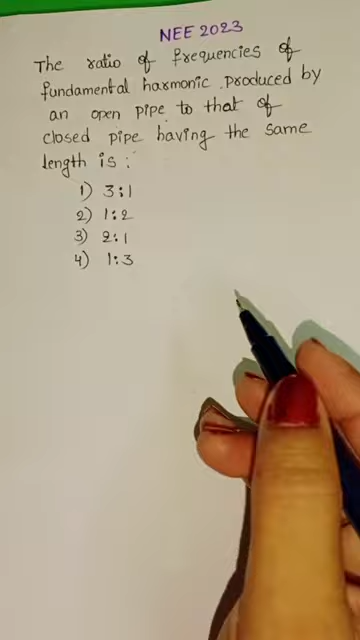 NEE 2023
The ratio of frequencies of
fundamental harmonic produced by
an open pipe to that of
closed pipe having the same
length is :
1) 3:1
2) 1:2
3) 2:1
4) 1:3